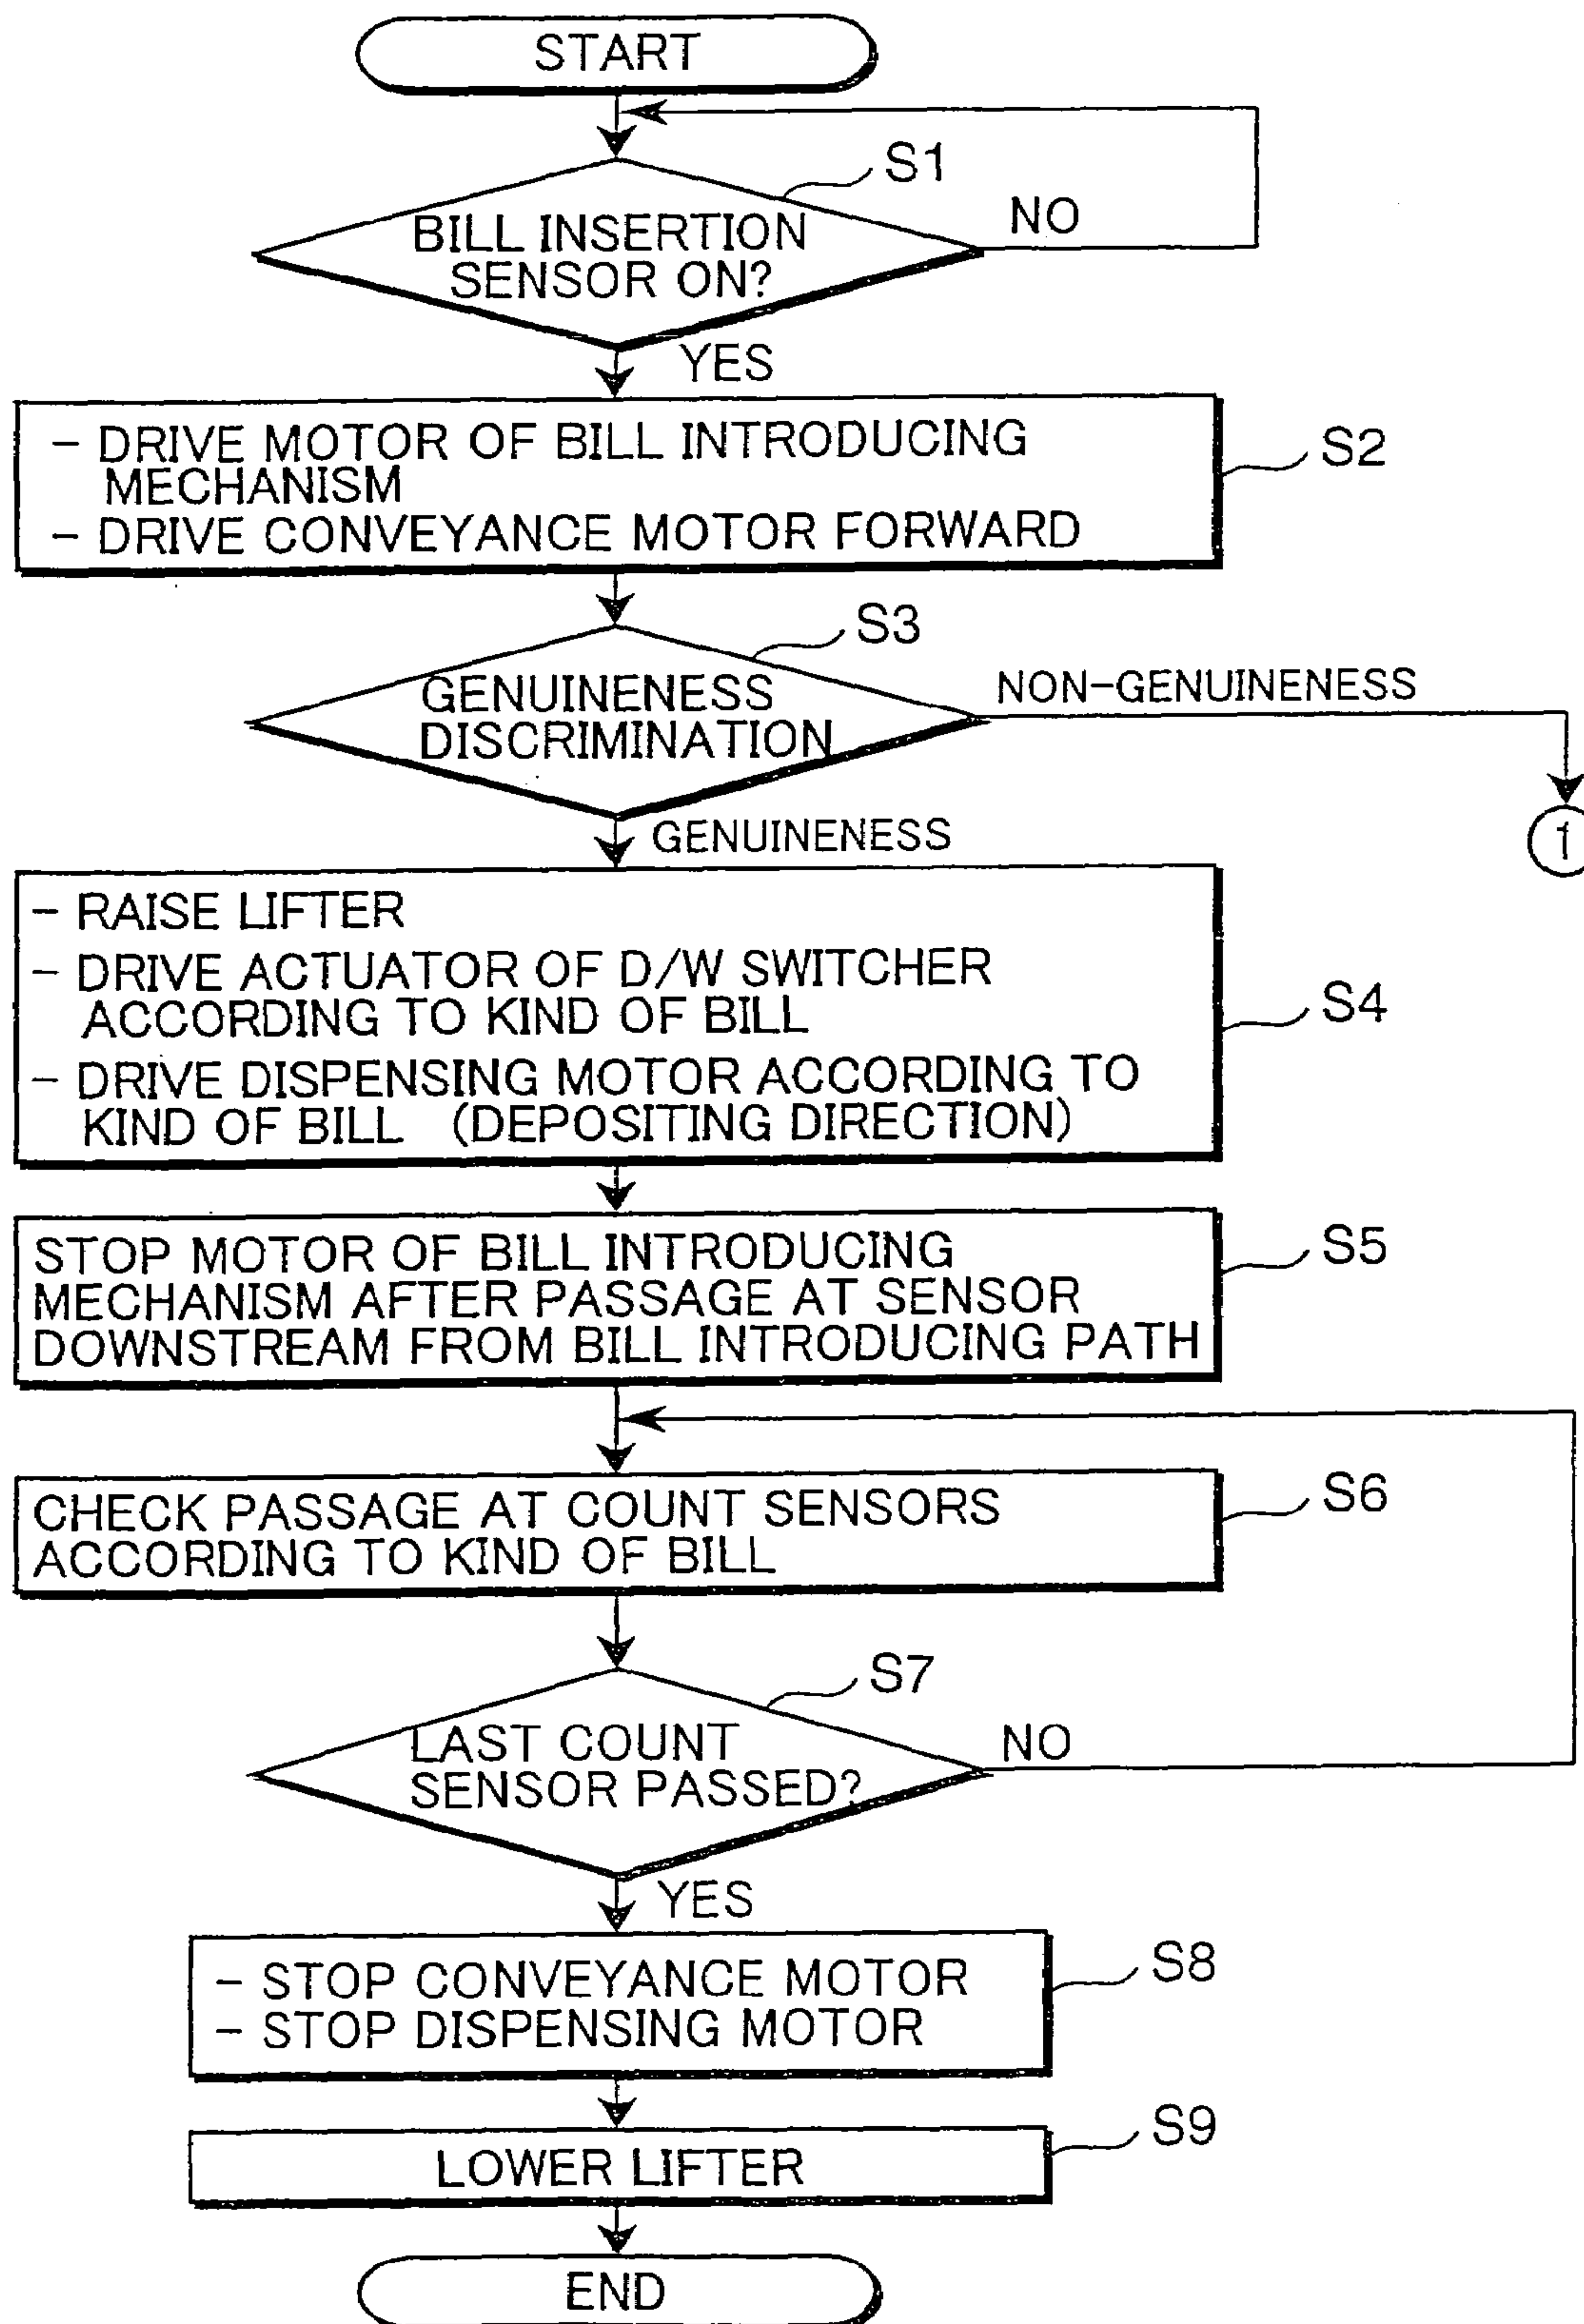 START
S1
BILL INSERTION
SENSOR ON?
NO
YES
- DRIVE MOTOR OF BILL INTRODUCING
MECHANISM
- DRIVE CONVEYANCE MOTOR FORWARD
S2
S3
GENUINENESS
DISCRIMINATION
NON-GENUINENESS
1
GENUINENESS
- RAISE LIFTER
- DRIVE ACTUATOR OF D/W SWITCHER
ACCORDING TO KIND OF BILL
- DRIVE DISPENSING MOTOR ACCORDING TO
KIND OF BILL (DEPOSITING DIRECTION)
S4
STOP MOTOR OF BILL INTRODUCING
MECHANISM AFTER PASSAGE AT SENSOR
DOWNSTREAM FROM BILL INTRODUCING PATH
S5
CHECK PASSAGE AT COUNT SENSORS
ACCORDING TO KIND OF BILL
S6
S7
LAST COUNT
SENSOR PASSED?
NO
YES
- STOP CONVEYANCE MOTOR
- STOP DISPENSING MOTOR
S8
LOWER LIFTER
S9
END